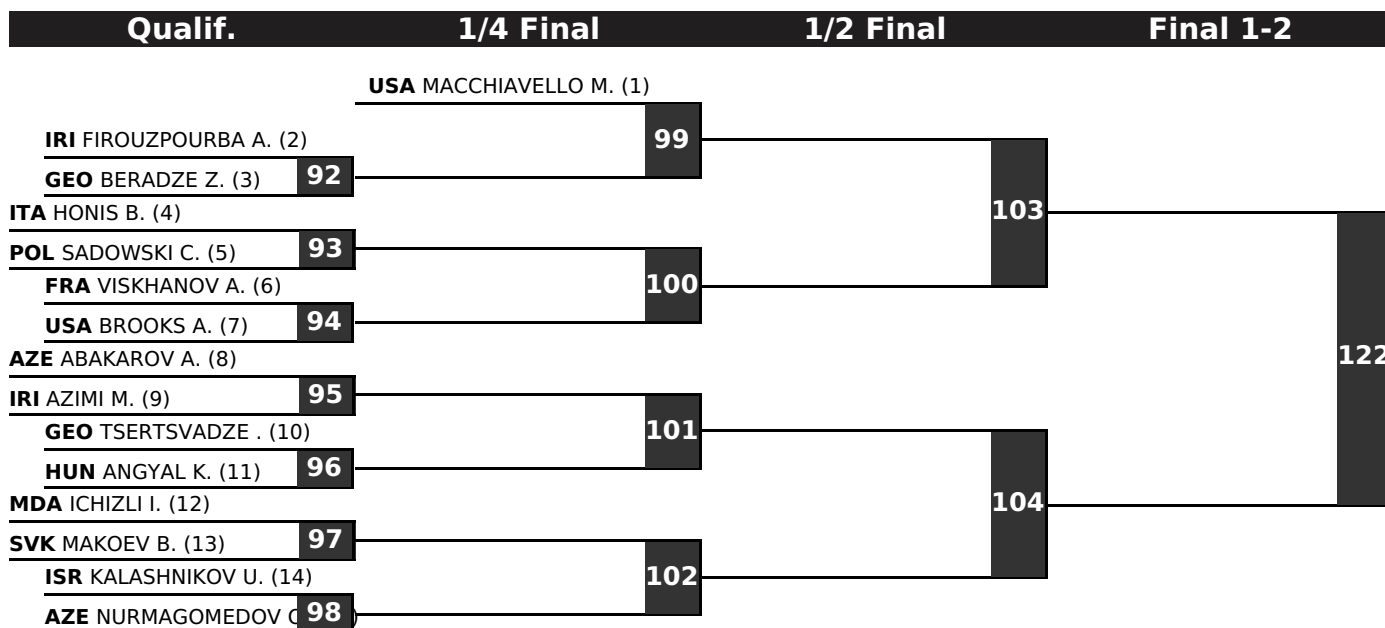 Qualif. 1/4 Final 1/2 Final Final 1-2
USA MACCHIAVELLO M. (1)
99
IRI FIROUZPOURBA A. (2)
92
GEO BERADZE Z. (3)
103
ITA HONIS B. (4)
93
POL SADOWSKI C. (5)
100
FRA VISKHANOV A. (6)
94
USA BROOKS A. (7)
122
AZE ABAKAROV A. (8)
95
IRI AZIMI M. (9)
101
GEO TSERTSVADZE . (10)
96
HUN ANGYAL K. (11)
104
MDA ICHIZLI I. (12)
97
SVK MAKOEV B. (13)
102
ISR KALASHNIKOV U. (14)
98
AZE NURMAGOMEDOV